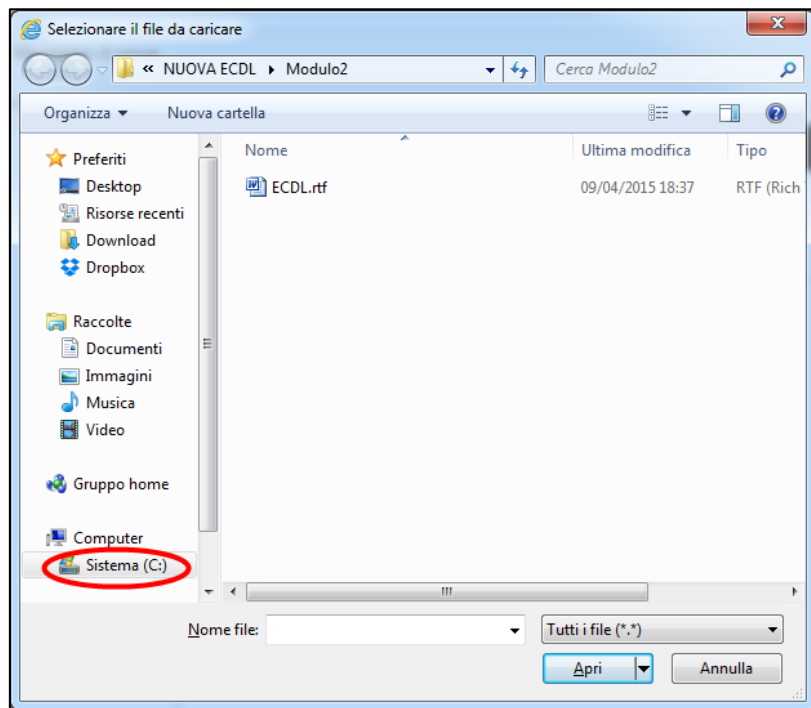 Selezionare il file da caricare
« NUOVA ECDL Modulo2
Cerca Modulo2
Organizza
Nuova cartella
Preferiti
Desktop
Risorse recenti
Download
Dropbox
Raccolte
Documenti
Immagini
Musica
Video
Gruppo home
Computer
Sistema (C:)
Nome Ultima modifica Tipo
ECDL.rtf 09/04/2015 18:37 RTF (Rich
Nome file:
Tutti i file (*.*)
Apri
Annulla